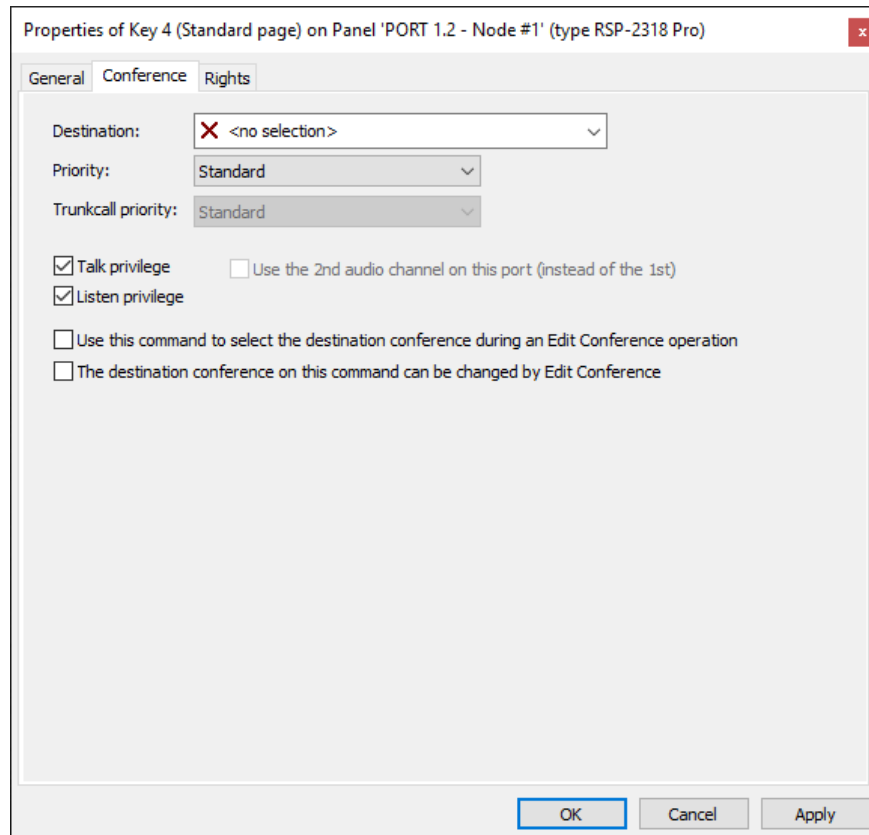 Properties of Key 4 (Standard page) on Panel 'PORT 1.2 - Node #1' (type RSP-2318 Pro)
x
General Conference Rights
Destination: <no selection>
Priority: Standard
Trunkcall priority: Standard
Talk privilege Use the 2nd audio channel on this port (instead of the 1st)
Listen privilege
Use this command to select the destination conference during an Edit Conference operation
The destination conference on this command can be changed by Edit Conference
OK Cancel Apply